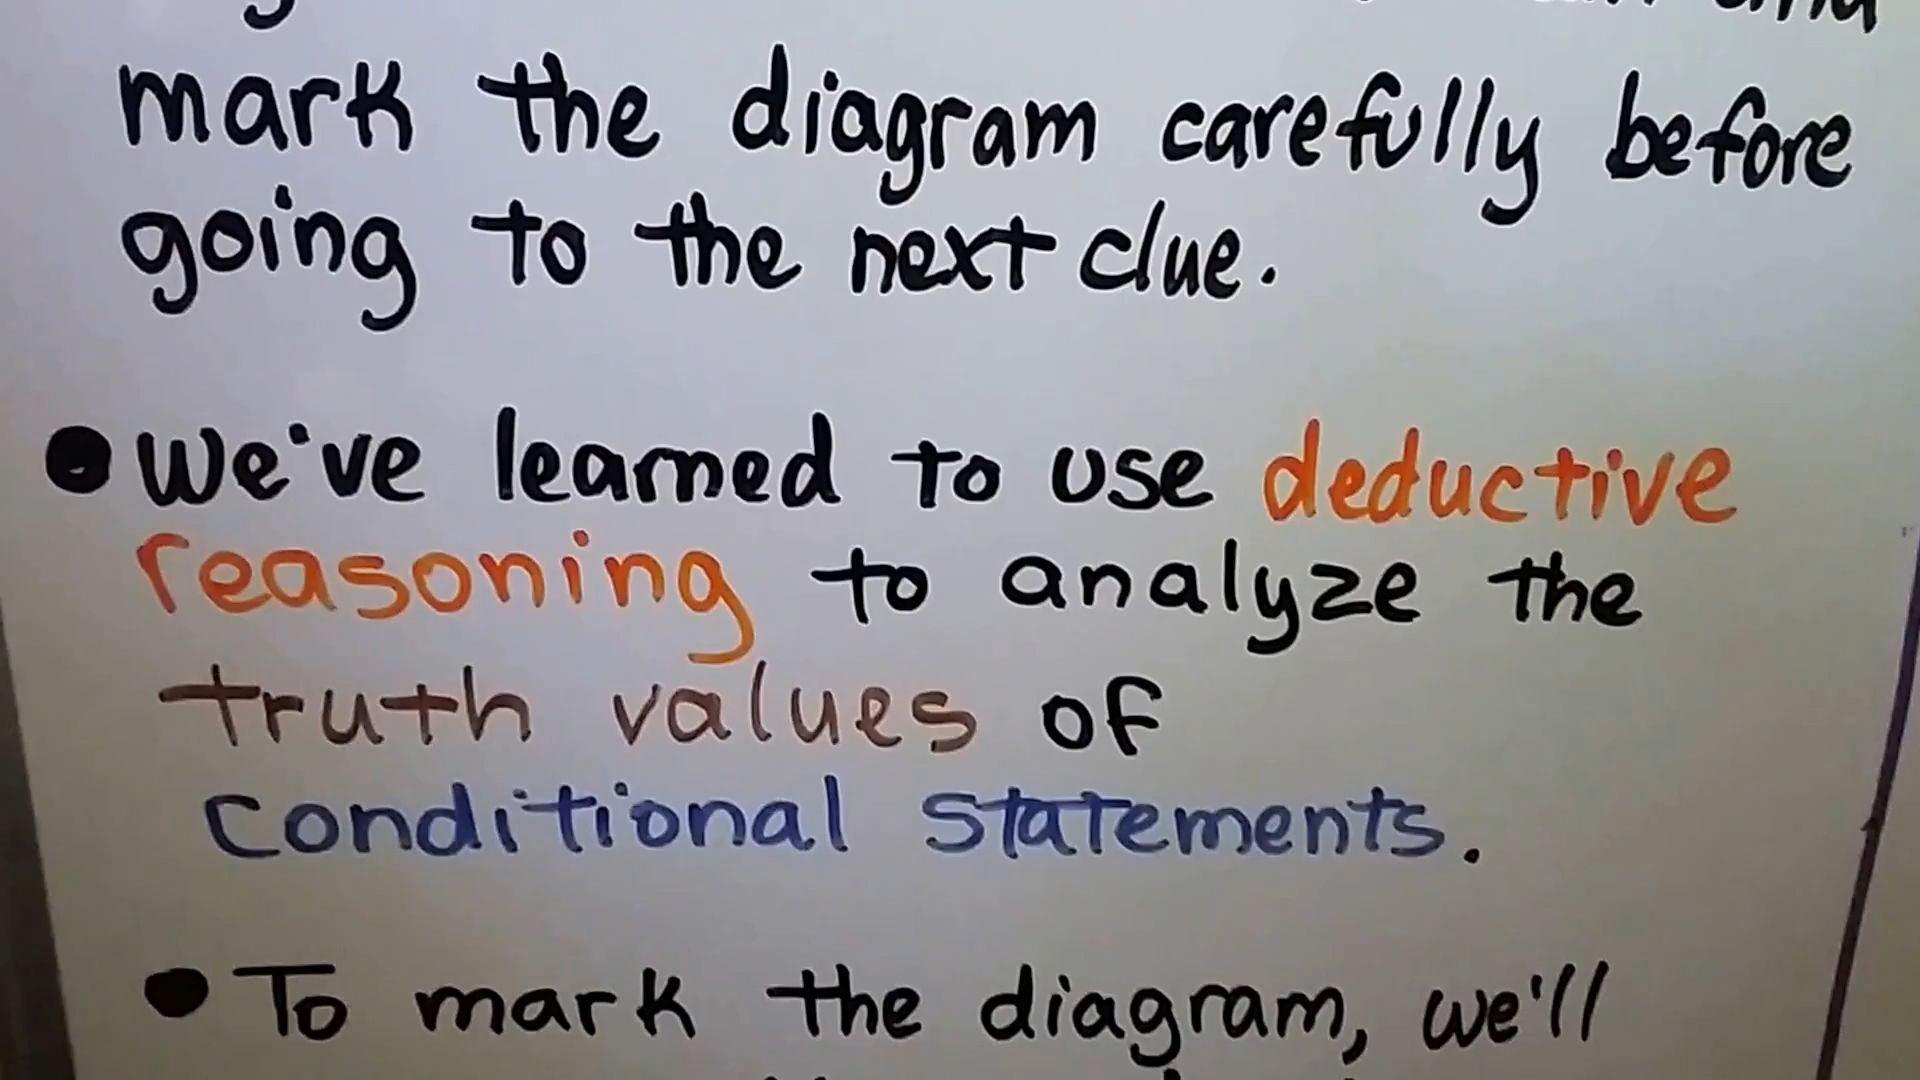 mark the diagram carefully before
going to the next clue.
• We've learned to use deductive
reasoning to analyze the
truth values of
conditional statements.
• To mark the diagram, we'll